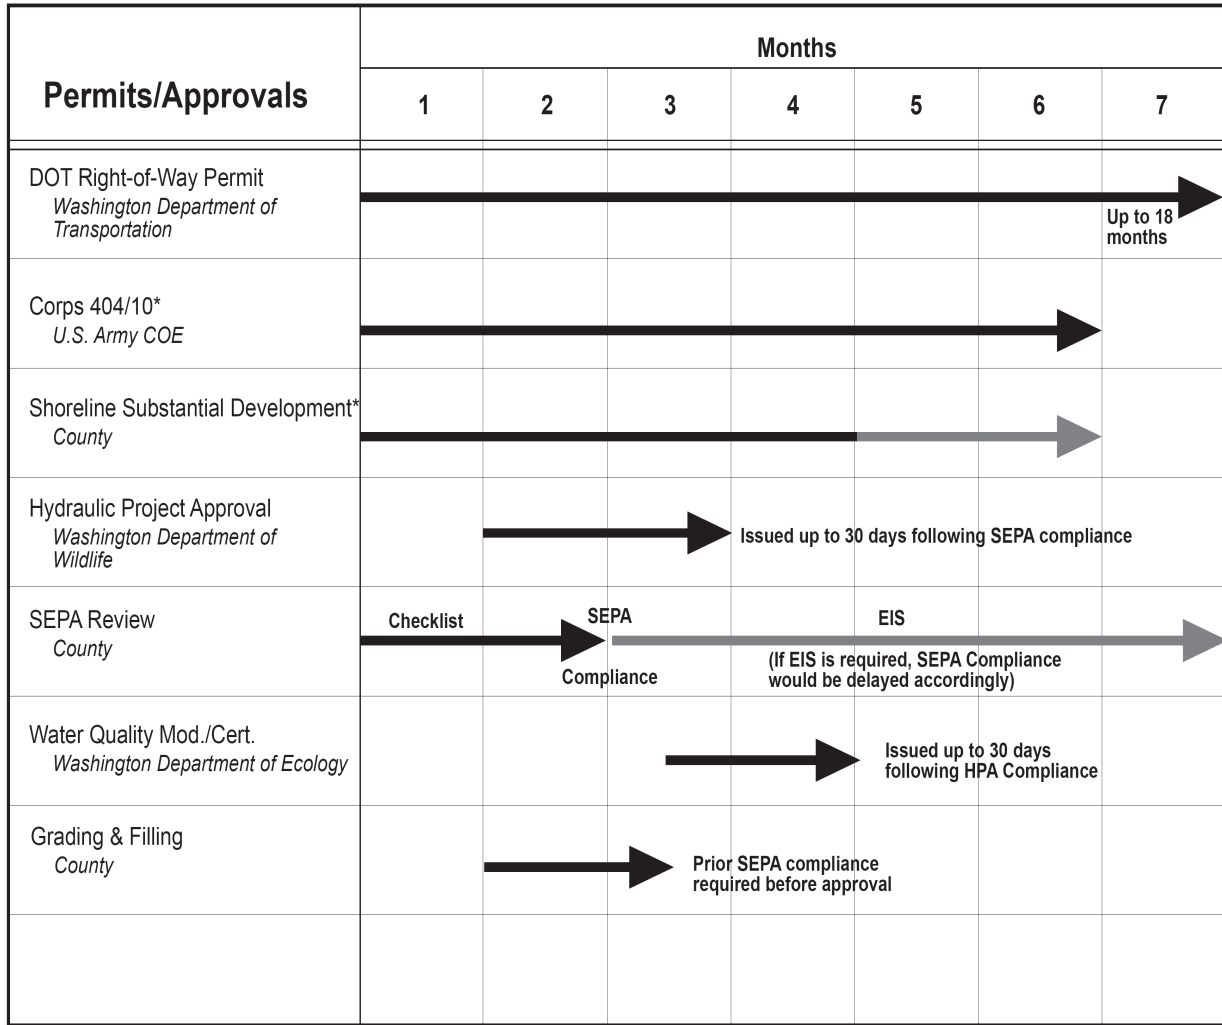 Months
Permits/Approvals
1 2 3 4 5 6 7
DOT Right-of-Way Permit
Washington Department of
Transportation
Up to 18
months
Corps 404/10*
U.S. Army COE
Shoreline Substantial Development*
County
Hydraulic Project Approval
Washington Department of
Wildlife
Issued up to 30 days following SEPA compliance
SEPA Review
County
Checklist
SEPA
Compliance
EIS
(If EIS is required, SEPA Compliance
would be delayed accordingly)
Water Quality Mod./Cert.
Washington Department of Ecology
Issued up to 30 days
following HPA Compliance
Grading & Filling
County
Prior SEPA compliance
required before approval